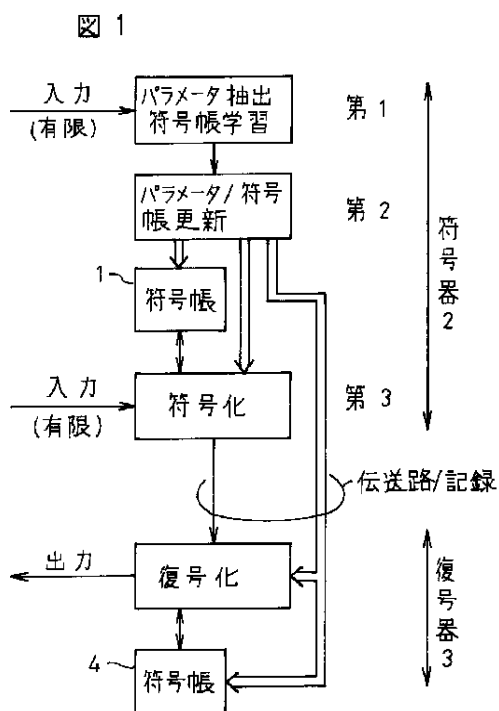 図 1
入力
(有限)
パラメータ抽出
符号帳学習
第 1
パラメータ/符号
帳更新
第 2
1
符号帳
符号器2
入力
(有限)
符号化
第 3
伝送路/記録
出力
復号化
復号器3
4
符号帳